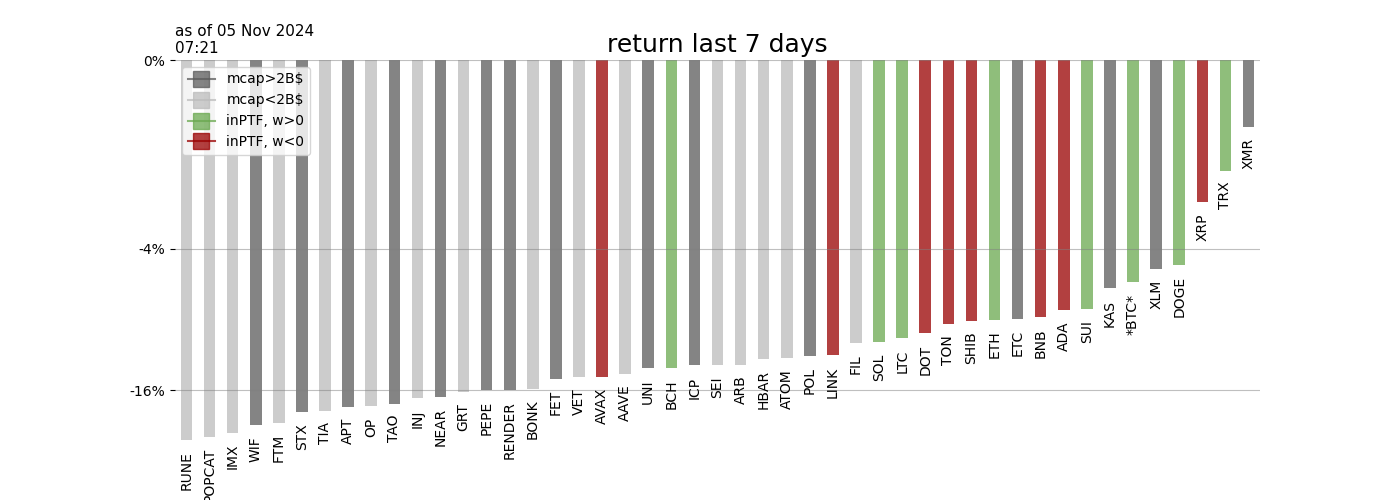 as of 05 Nov 2024
07:21
return last 7 days
0%
-4%
-16%
mcap>2B$
mcap<2B$
inPTF, w>0
inPTF, w<0
RUNE
POPCAT
IMX
WIF
FTM
STX
TIA
APT
OP
TAO
INJ
NEAR
GRT
PEPE
RENDER
BONK
FET
VET
AVAX
AAVE
UNI
BCH
ICP
SEI
ARB
HBAR
ATOM
POL
LINK
FIL
SOL
LTC
DOT
TON
SHIB
ETH
ETC
BNB
ADA
SUI
KAS
*BTC*
XLM
DOGE
XRP
TRX
XMR